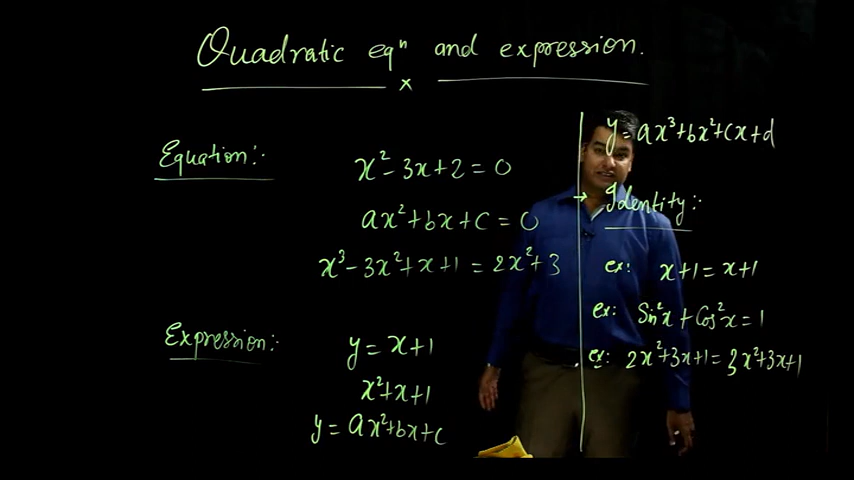 Quadratic eqⁿ and expression.
x
Equation:-
x² - 3x + 2 = 0
ax² + bx + c = 0
x³ - 3x² + x + 1 = 2x² + 3
Expression:-
y = x + 1
x² + x + 1
y = ax² + bx + c
y = ax³ + bx² + cx + d
→ Identity:-
ex: x + 1 = x + 1
ex: Sin²x + Cos²x = 1
ex: 2x² + 3x + 1 = 3x² + 3x + 1